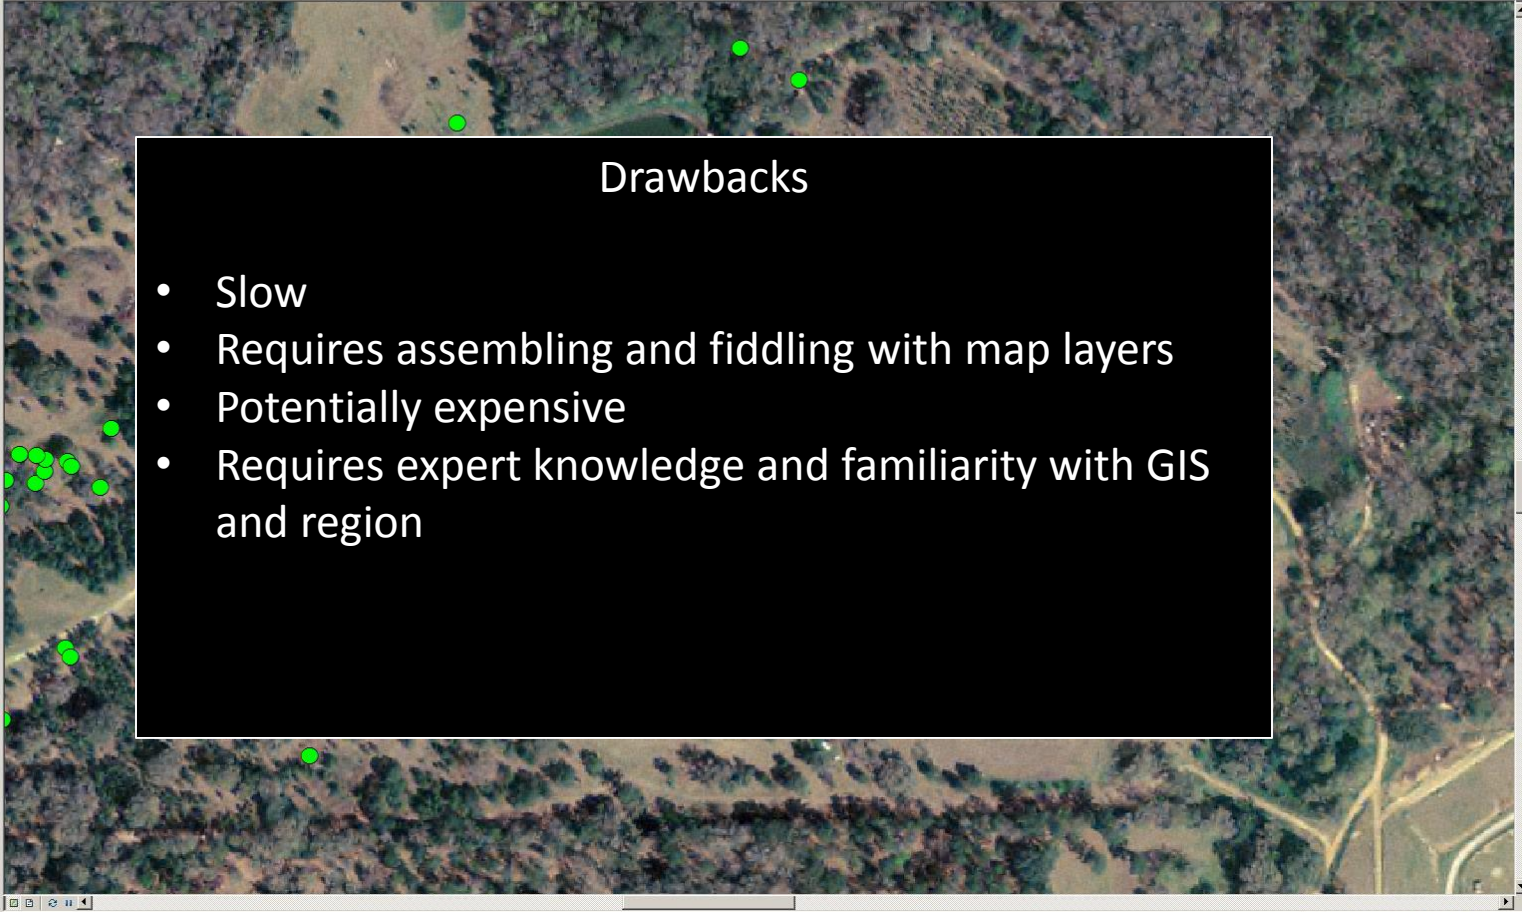 Drawbacks
• Slow
• Requires assembling and fiddling with map layers
• Potentially expensive
• Requires expert knowledge and familiarity with GIS
and region